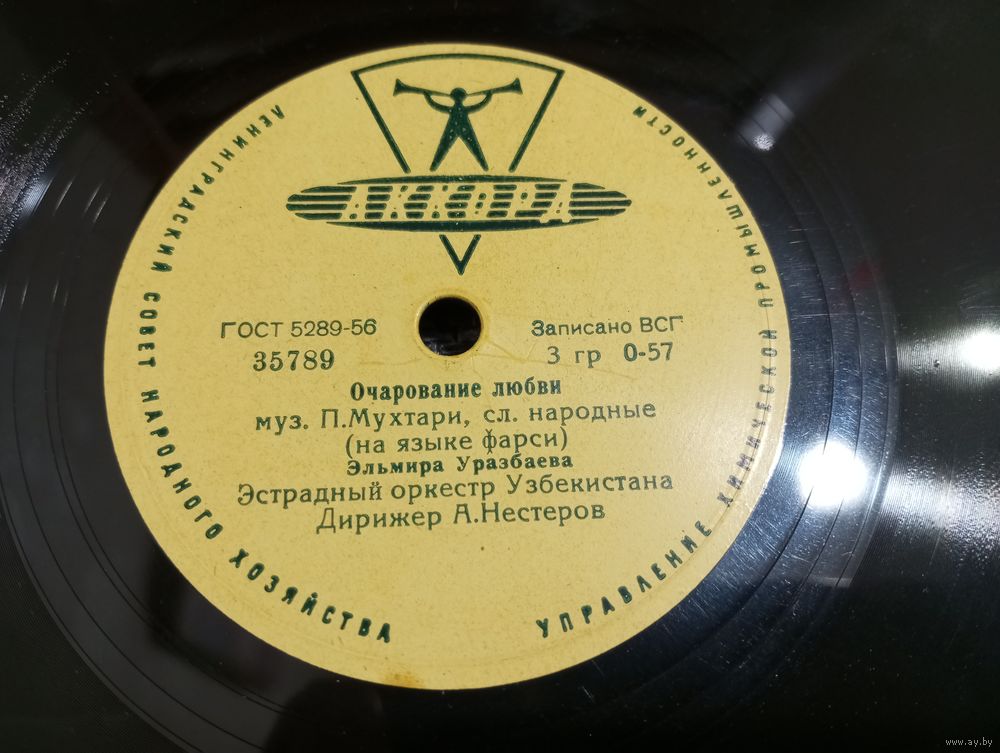 ЛЕНИНГРАДСКИЙ СОВЕТ НАРОДНОГО ХОЗЯЙСТВА
УПРАВЛЕНИЕ ХИМИЧЕСКОЙ ПРОМЫШЛЕННОСТИ
АККОРД
ГОСТ 5289-56
35789
Записано ВСГ
3 гр 0-57
Очарование любви
муз. П.Мухтари, сл. народные
(на языке фарси)
Эльмира Уразбаева
Эстрадный оркестр Узбекистана
Дирижер А.Нестеров
www.ay.by